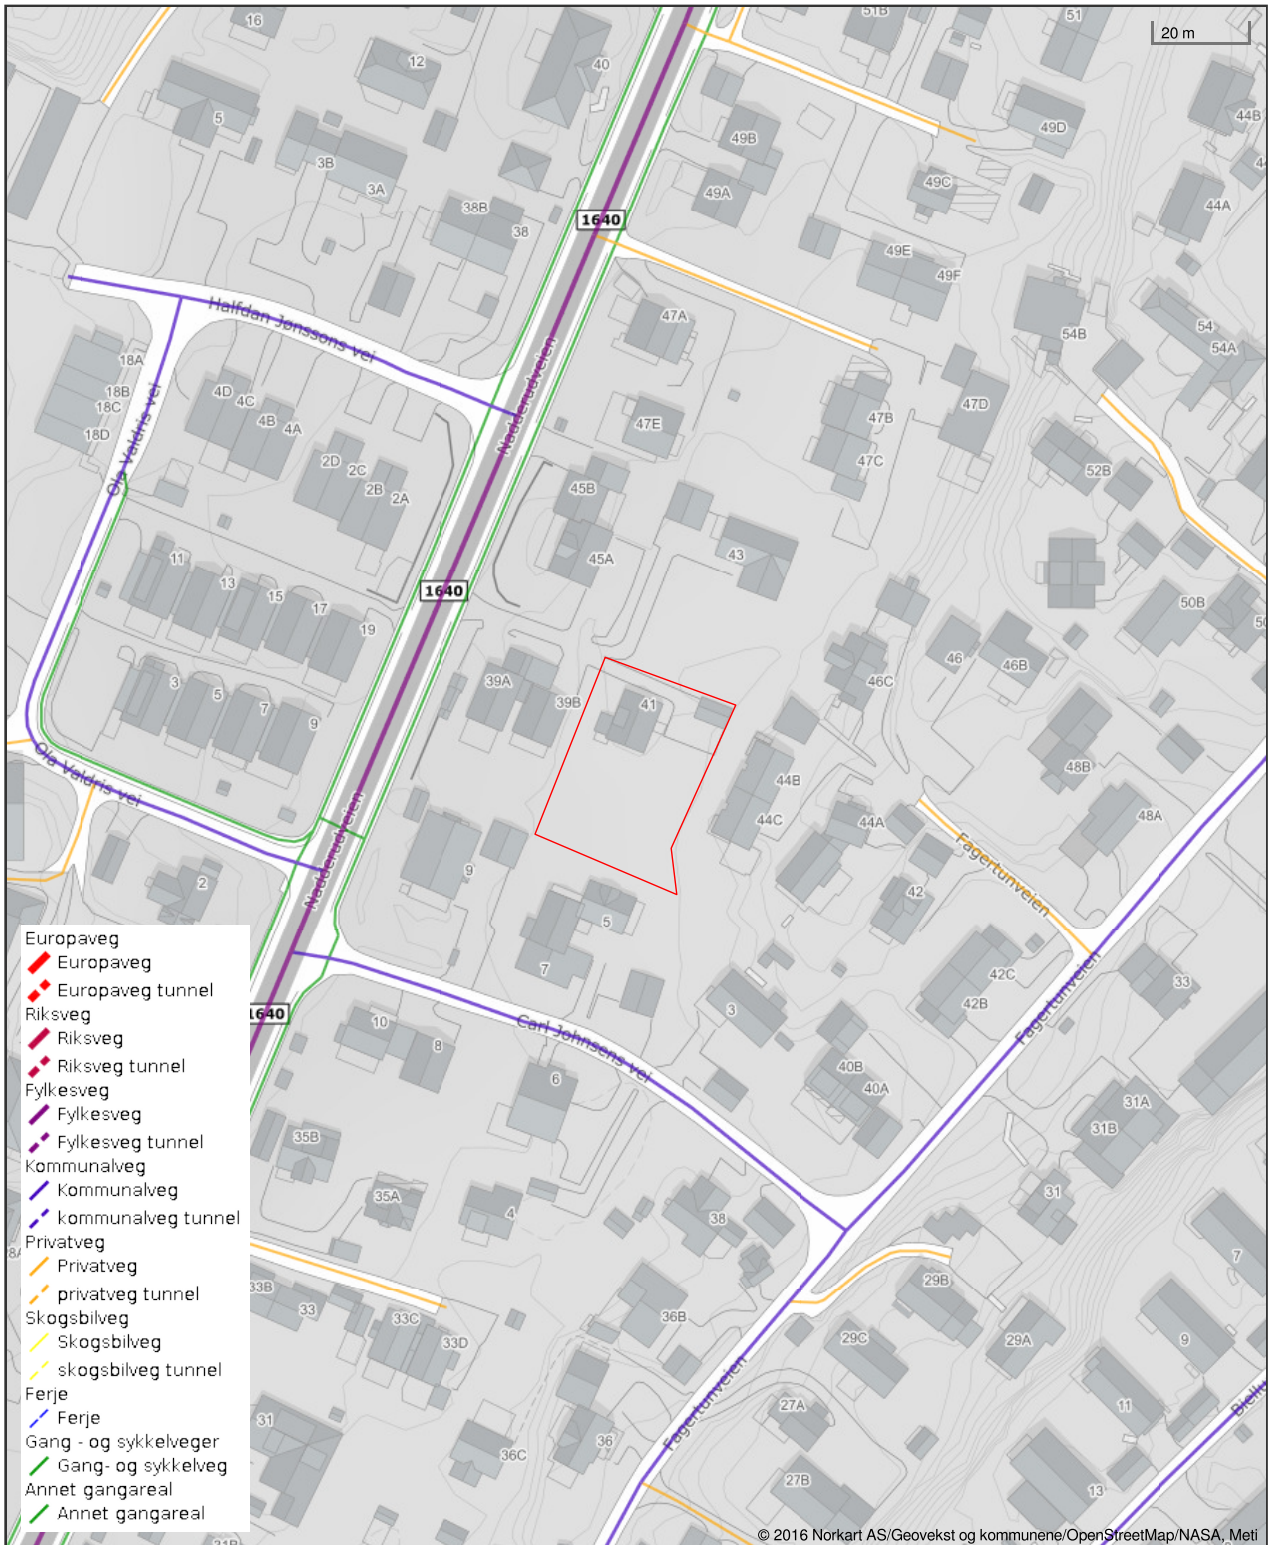 16
12
40
51B
51
20 m
5
3B
3A
49B
49D
44B
49A
49C
44A
38B
38
1640
49E
49F
Halfdan Jønssons vei
47A
54B
54
54A
18A
18B
18C
18D
Ola Valdris vei
4D
4C
4B
4A
Nadderudveien
47E
47B
47D
47C
2D
2C
2B
2A
45B
52B
45A
43
11
13
15
17
19
1640
50B
3
5
7
9
39A
39B
41
46
46B
46C
Ola Valdris vei
44B
44C
48B
48A
Nadderudveien
44A
Fagertunveien
9
2
42
5
7
42C
42B
33
Fagertunveien
1640
10
8
Carl Johnsens vei
3
6
40B
40A
31A
31B
35B
35A
4
38
31
7
33B
33
33C
33D
36B
29B
29C
29A
9
Fagertunveien
31
36C
36
27A
27B
11
13
31B
Europaveg
Europaveg
Europaveg tunnel
Riksveg
Riksveg
Riksveg tunnel
Fylkesveg
Fylkesveg
Fylkesveg tunnel
Kommunalveg
Kommunalveg
kommunalveg tunnel
Privatveg
Privatveg
privatveg tunnel
Skogsbilveg
Skogsbilveg
skogsbilveg tunnel
Ferje
Ferje
Gang - og sykkelveger
Gang- og sykkelveg
Annet gangareal
Annet gangareal
© 2016 Norkart AS/Geovekst og kommunene/OpenStreetMap/NASA, Meti